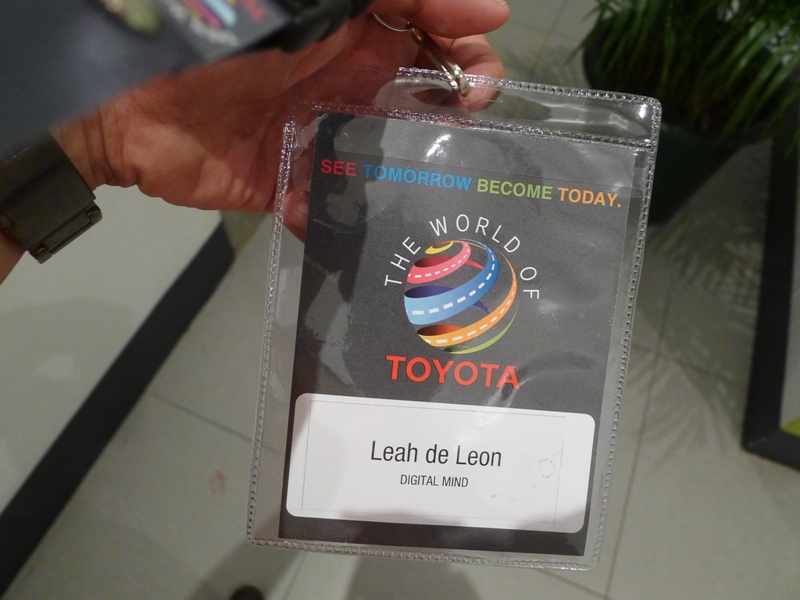 SEE TOMORROW BECOME TODAY.
THE WORLD OF
TOYOTA
Leah de Leon
DIGITAL MIND